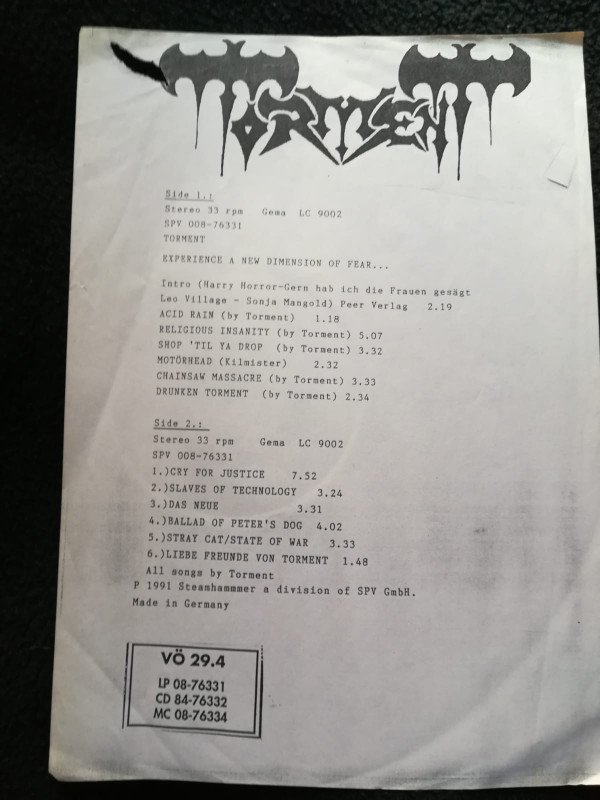 TORMENT
Side 1.:
Stereo 33 rpm Gema LC 9002
SPV 008-76331
TORMENT
EXPERIENCE A NEW DIMENSION OF FEAR...
Intro (Harry Horror-Gern hab ich die Frauen gesägt
Leo Village - Sonja Mangold) Peer Verlag 2.19
ACID RAIN (by Torment) 1.18
RELIGIOUS INSANITY (by Torment) 5.07
SHOP 'TIL YA DROP (by Torment) 3.32
MOTÖRHEAD (Kilmister) 2.32
CHAINSAW MASSACRE (by Torment) 3.33
DRUNKEN TORMENT (by Torment) 2.34
Side 2.:
Stereo 33 rpm Gema LC 9002
SPV 008-76331
1.)CRY FOR JUSTICE 7.52
2.)SLAVES OF TECHNOLOGY 3.24
3.)DAS NEUE 3.31
4.)BALLAD OF PETER'S DOG 4.02
5.)STRAY CAT/STATE OF WAR 3.33
6.)LIEBE FREUNDE VON TORMENT 1.48
All songs by Torment
P 1991 Steamhammmer a division of SPV GmbH.
Made in Germany
VÖ 29.4
LP 08-76331
CD 84-76332
MC 08-76334